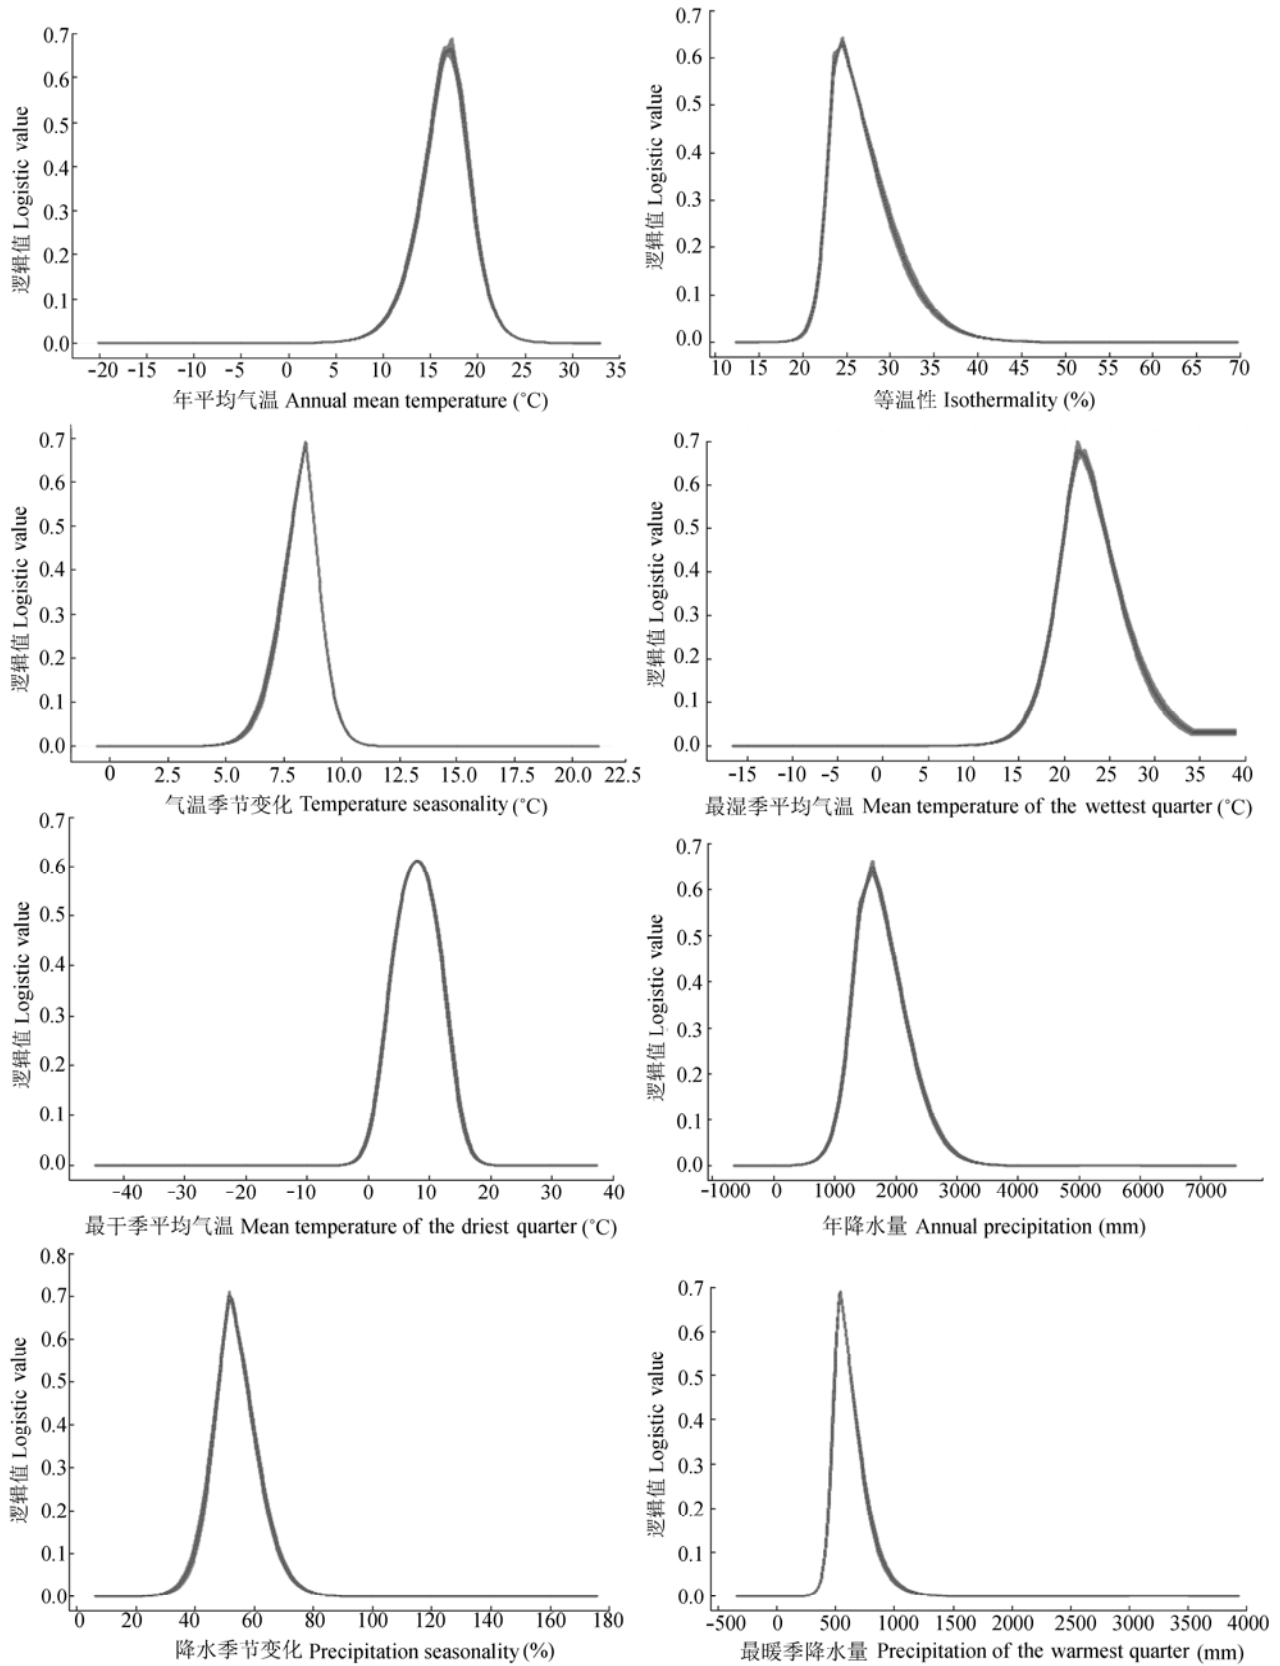 0.7
0.6
0.5
0.4
0.3
0.2
0.1
0.0
逻辑值 Logistic value
-20 -15 -10 -5 0 5 10 15 20 25 30 35
年平均气温 Annual mean temperature (°C)
0.7
0.6
0.5
0.4
0.3
0.2
0.1
0.0
逻辑值 Logistic value
10 15 20 25 30 35 40 45 50 55 60 65 70
等温性 Isothermality (%)
0.7
0.6
0.5
0.4
0.3
0.2
0.1
0.0
逻辑值 Logistic value
0 2.5 5.0 7.5 10.0 12.5 15.0 17.5 20.0 22.5
气温季节变化 Temperature seasonality (°C)
0.7
0.6
0.5
0.4
0.3
0.2
0.1
0.0
逻辑值 Logistic value
-15 -10 -5 0 5 10 15 20 25 30 35 40
最湿季平均气温 Mean temperature of the wettest quarter (°C)
0.7
0.6
0.5
0.4
0.3
0.2
0.1
0.0
逻辑值 Logistic value
-40 -30 -20 -10 0 10 20 30 40
最干季平均气温 Mean temperature of the driest quarter (°C)
0.7
0.6
0.5
0.4
0.3
0.2
0.1
0.0
逻辑值 Logistic value
-1000 0 1000 2000 3000 4000 5000 6000 7000
年降水量 Annual precipitation (mm)
0.8
0.7
0.6
0.5
0.4
0.3
0.2
0.1
0.0
逻辑值 Logistic value
0 20 40 60 80 100 120 140 160 180
降水季节变化 Precipitation seasonality (%)
0.7
0.6
0.5
0.4
0.3
0.2
0.1
0.0
逻辑值 Logistic value
-500 0 500 1000 1500 2000 2500 3000 3500 4000
最暖季降水量 Precipitation of the warmest quarter (mm)